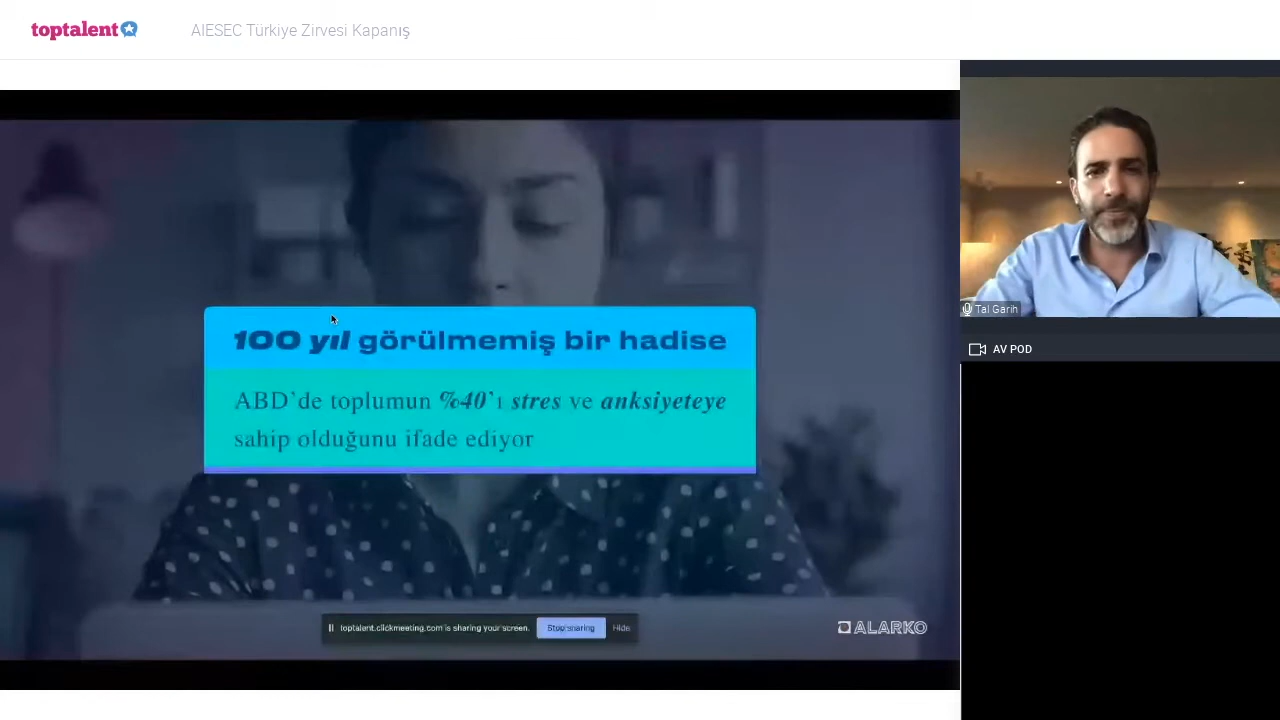 toptalent
AIESEC Türkiye Zirvesi Kapanış
100 yıl görülmemiş bir hadise
ABD'de toplumun %40'ı stres ve anksiyeteye
sahip olduğunu ifade ediyor
toptalent.clickmeeting.com is sharing your screen.
Stop sharing
Hide
ALARKO
Tal Garih
AV POD